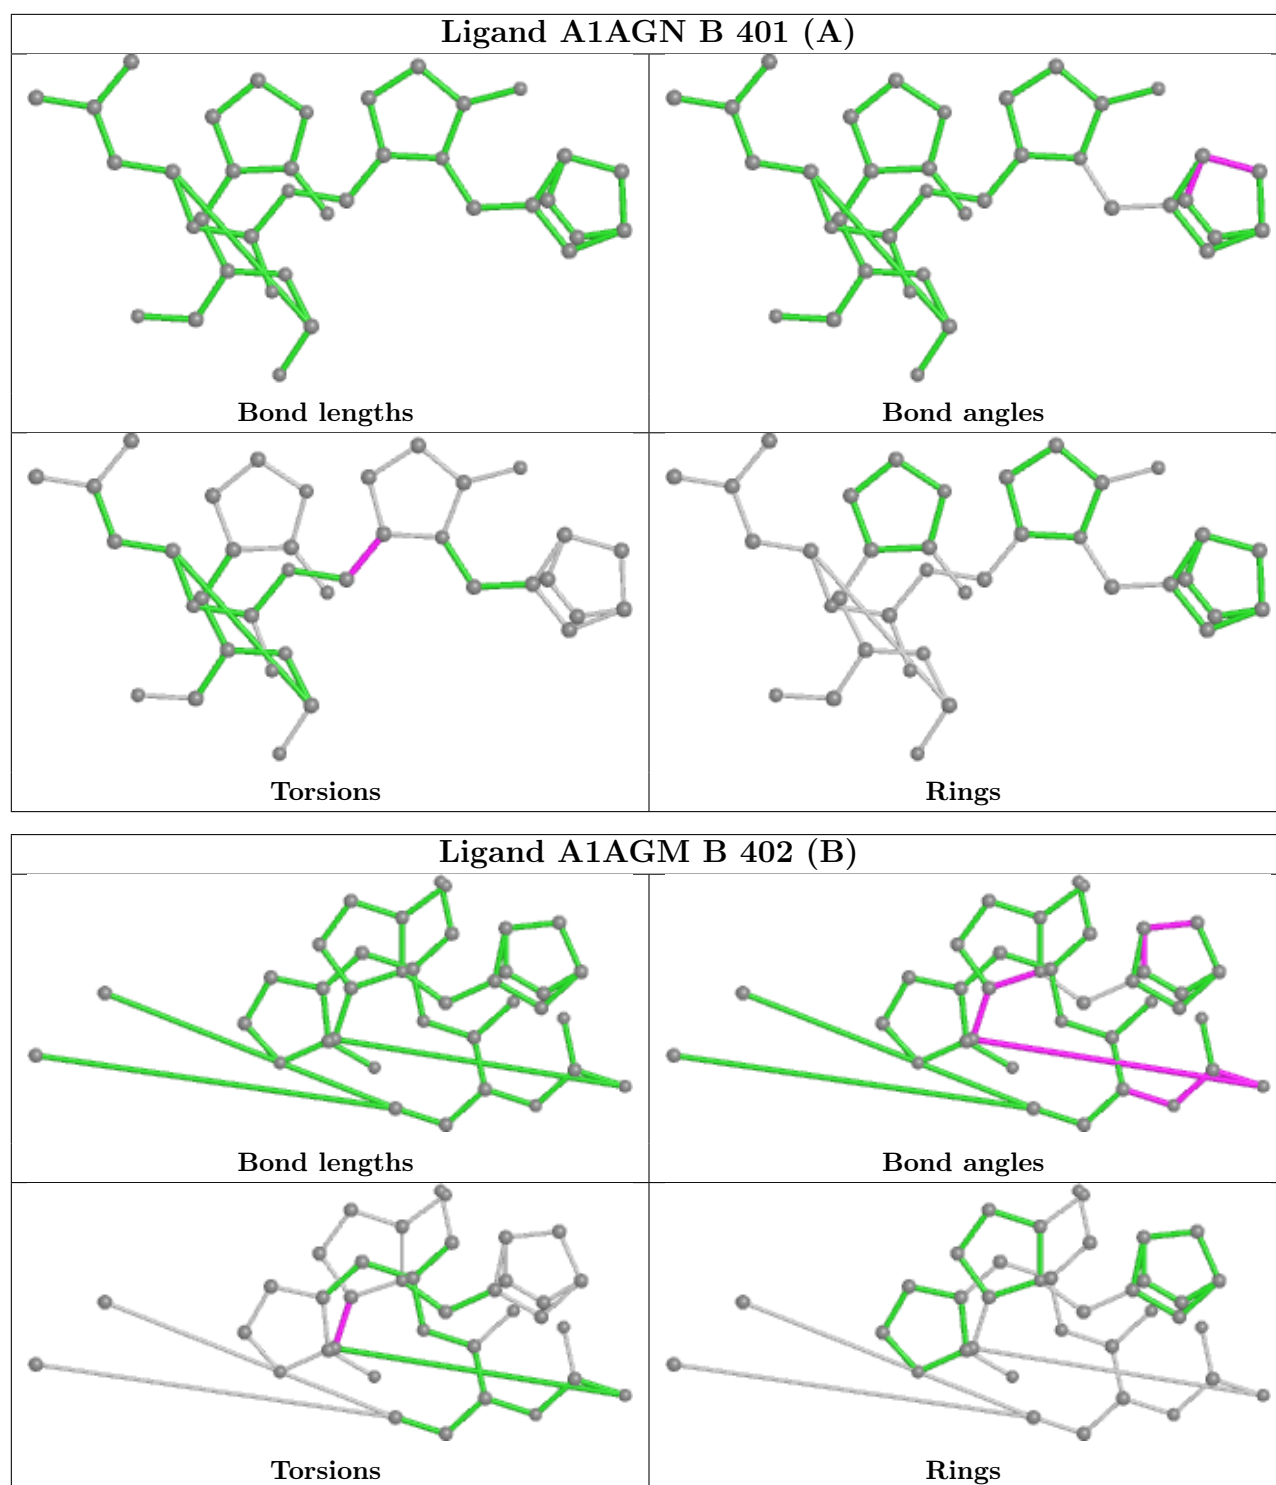 Ligand A1AGN B 401 (A)
Bond lengths
Bond angles
Torsions
Rings
Ligand A1AGM B 402 (B)
Bond lengths
Bond angles
Torsions
Rings